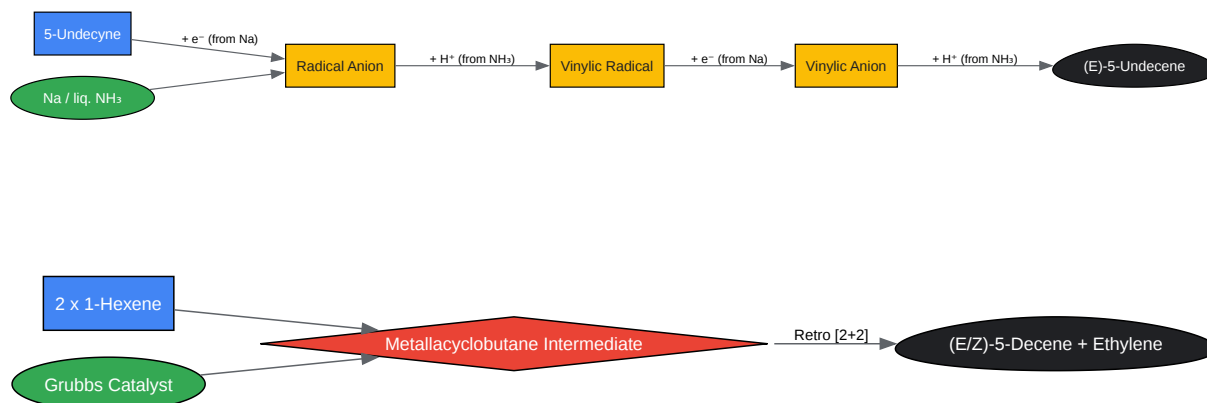 5-Undecyne
+ e⁻ (from Na)
Na / liq. NH₃
Radical Anion
+ H⁺ (from NH₃)
Vinylic Radical
+ e⁻ (from Na)
Vinylic Anion
+ H⁺ (from NH₃)
(E)-5-Undecene
2 x 1-Hexene
Grubbs Catalyst
Metallacyclobutane Intermediate
Retro [2+2]
(E/Z)-5-Decene + Ethylene